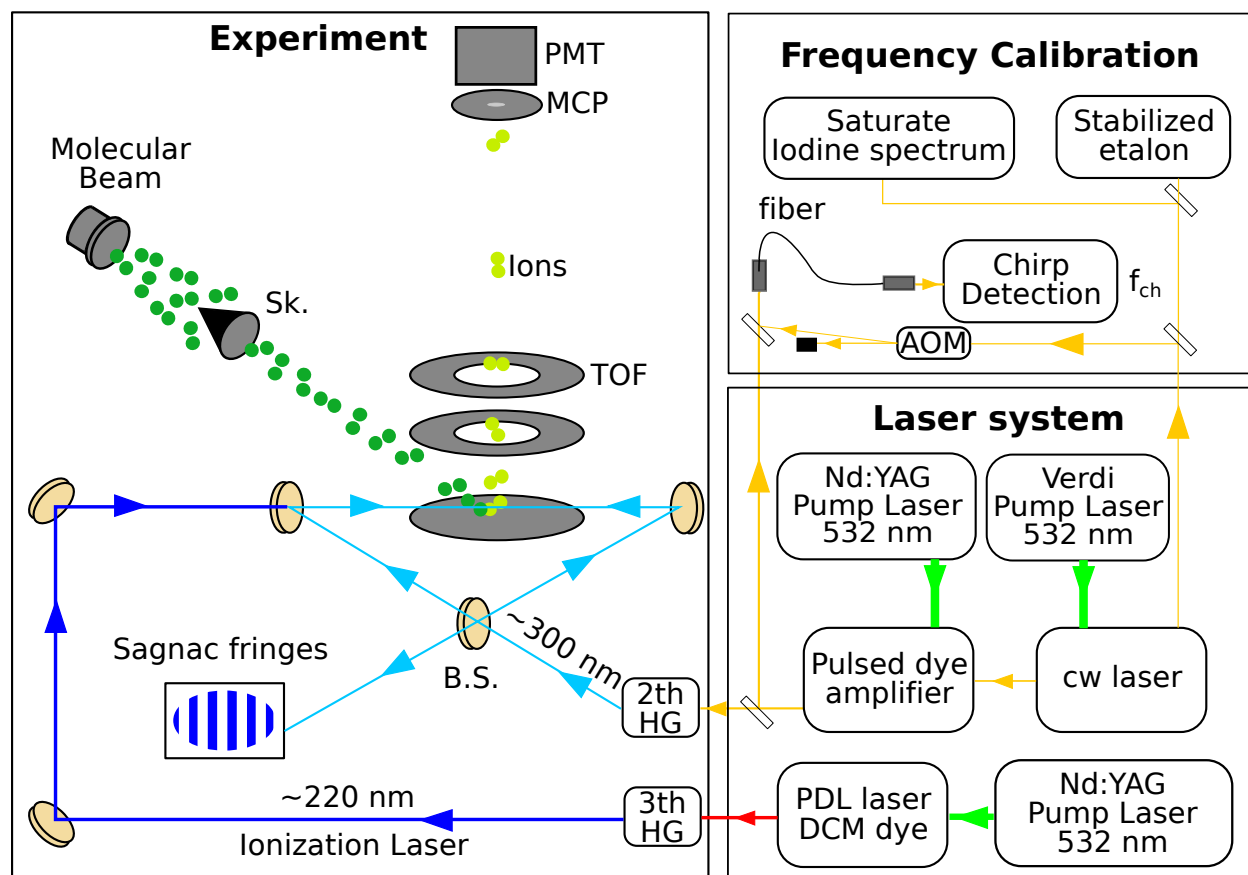 Experiment
PMT
MCP
Molecular
Beam
Ions
Sk.
TOF
~300 nm
Sagnac fringes
B.S.
2th
HG
~220 nm
Ionization Laser
3th
HG
Frequency Calibration
Saturate
Iodine spectrum
Stabilized
etalon
fiber
Chirp
Detection
fch
AOM
Laser system
Nd:YAG
Pump Laser
532 nm
Verdi
Pump Laser
532 nm
Pulsed dye
amplifier
cw laser
PDL laser
DCM dye
Nd:YAG
Pump Laser
532 nm